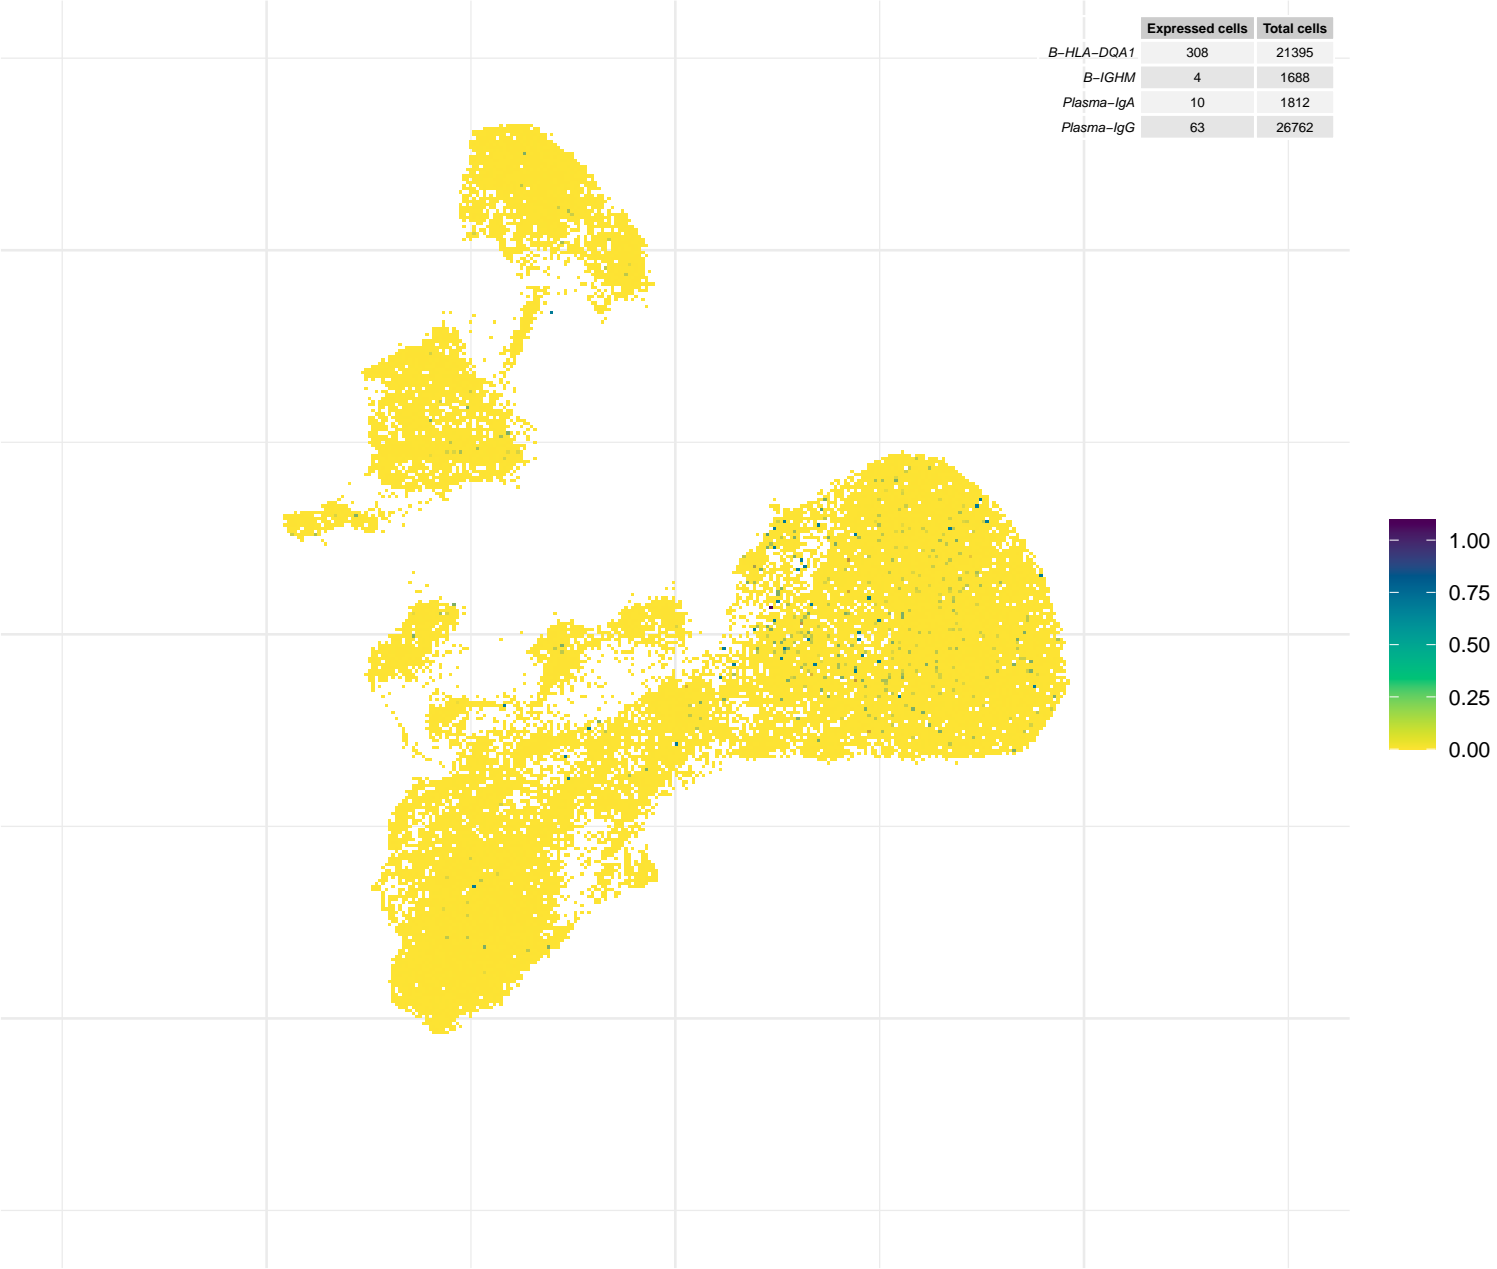 Expressed cells Total cells
B−HLA−DQA1 308 21395
B−IGHM 4 1688
Plasma−IgA 10 1812
Plasma−IgG 63 26762
1.00
0.75
0.50
0.25
0.00